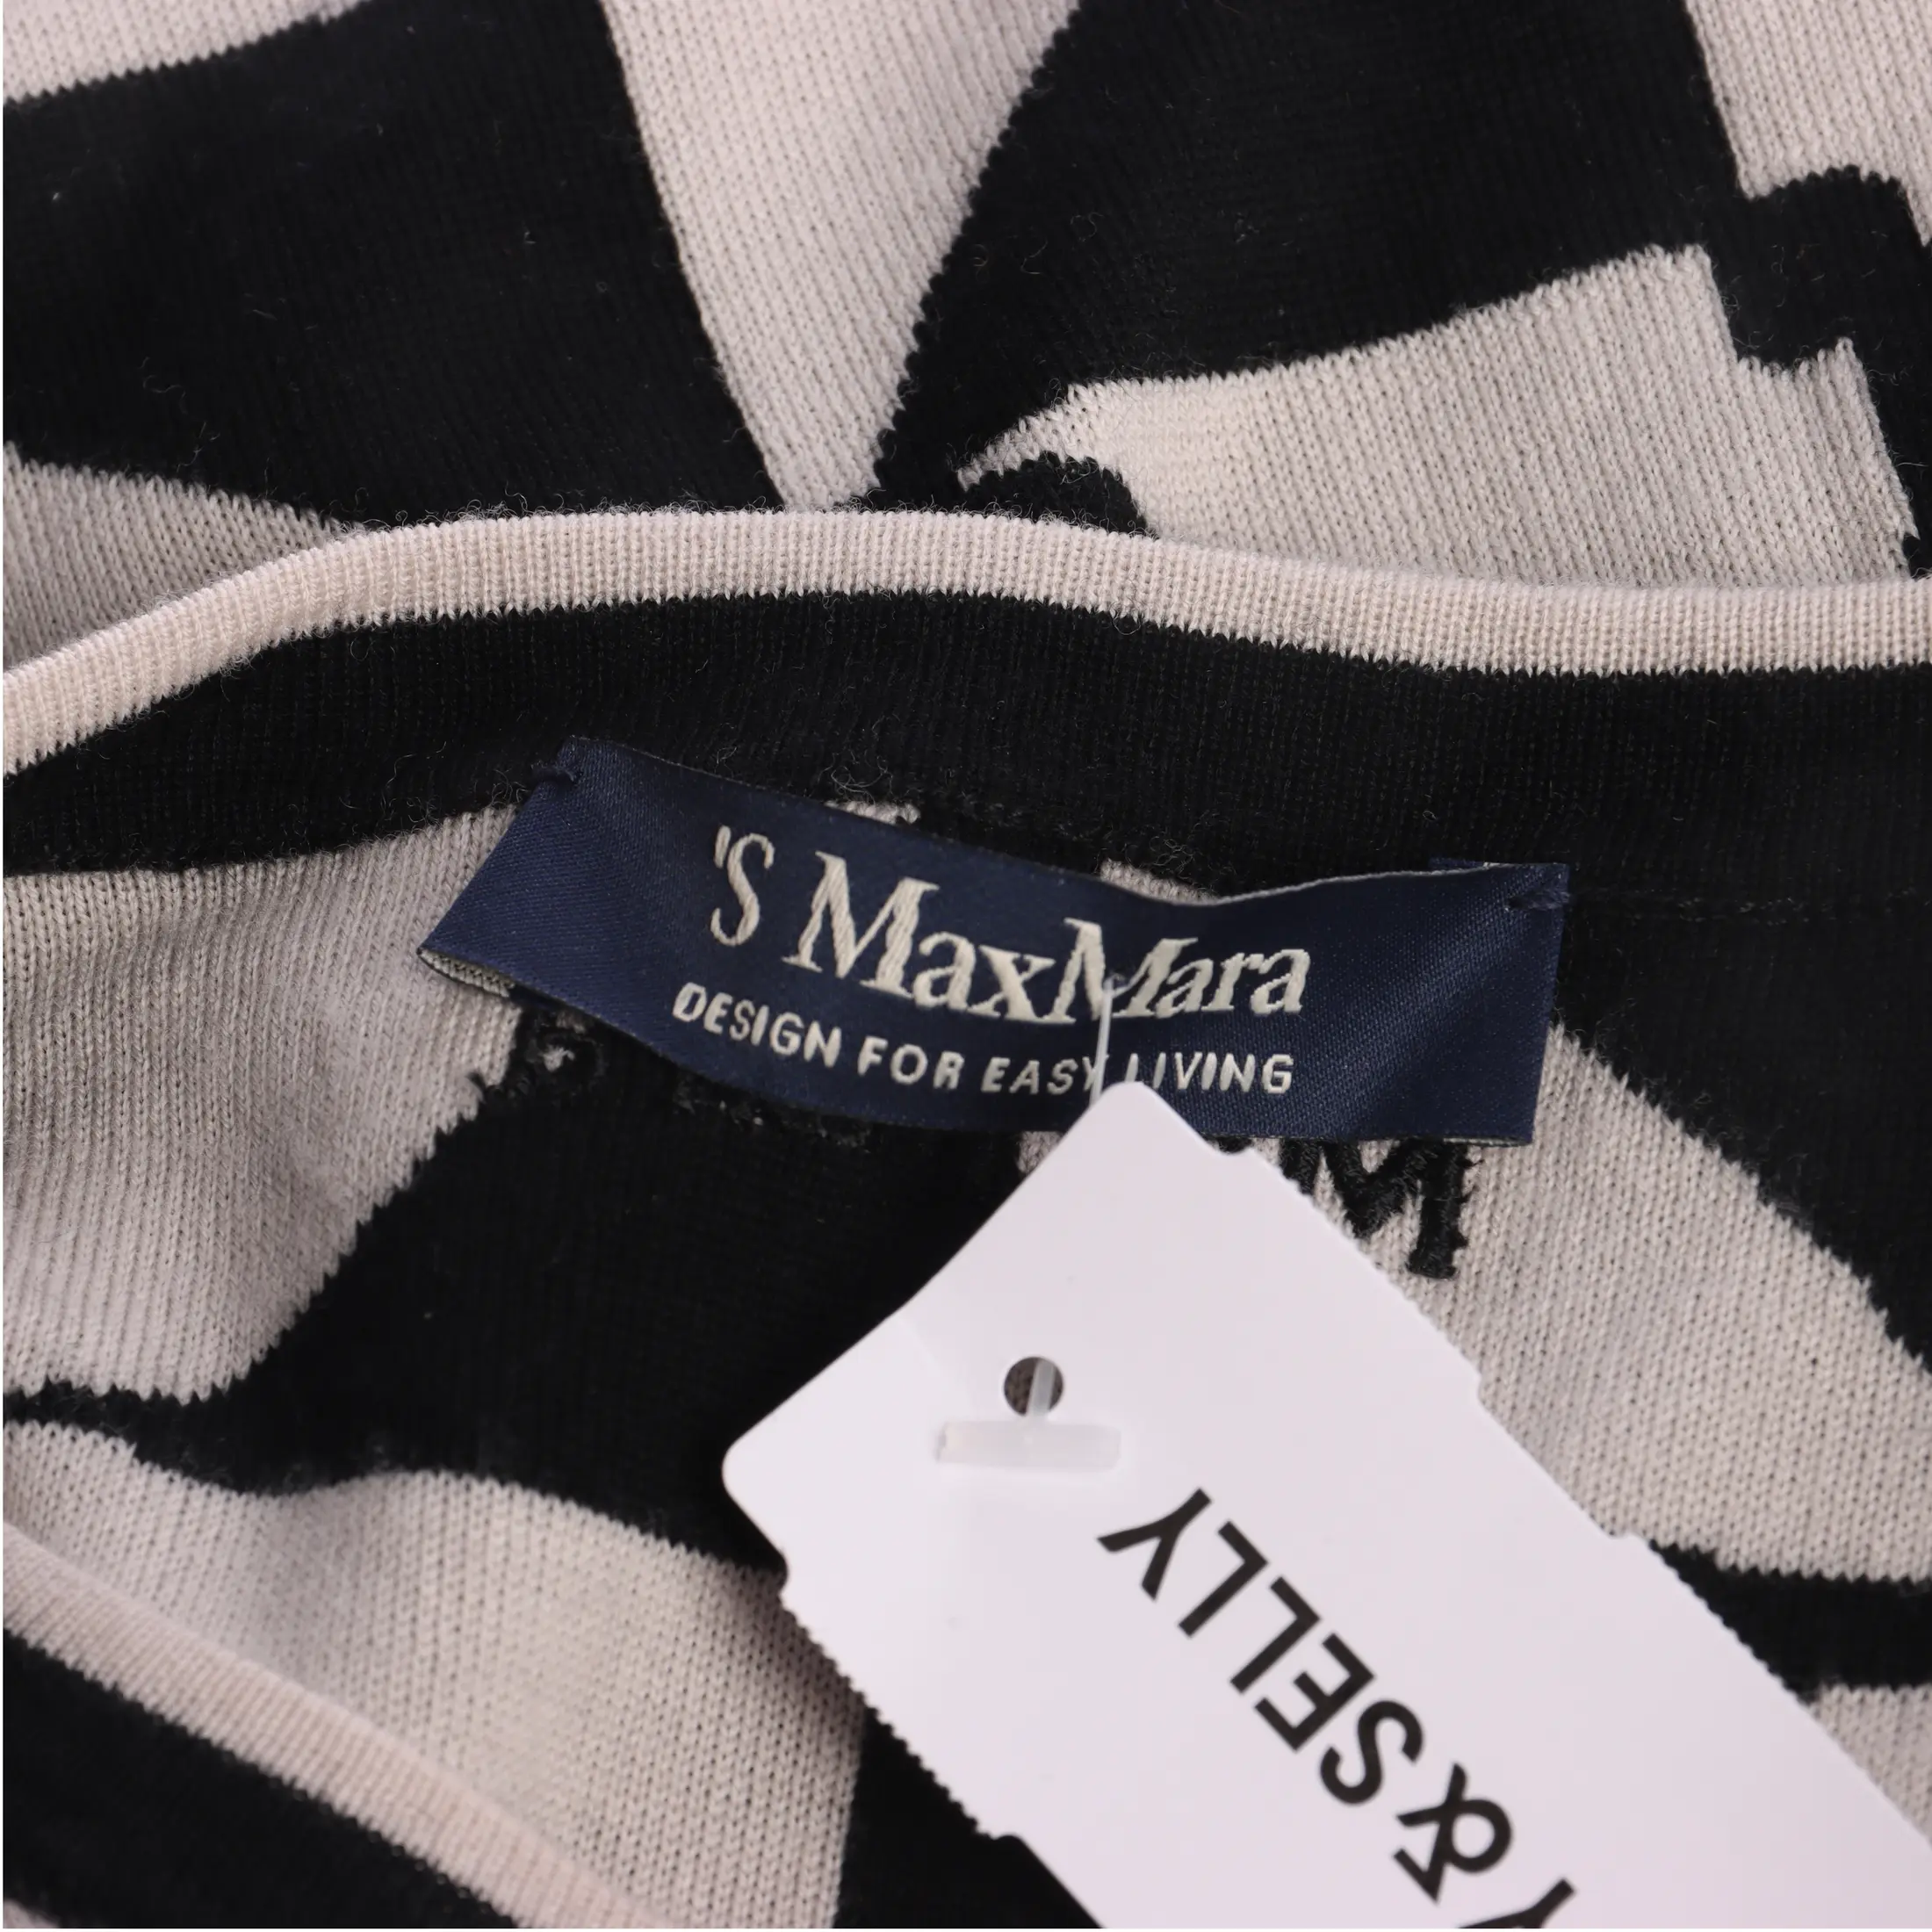 'S MaxMara
DESIGN FOR EASY LIVING
M
Y&SELLY